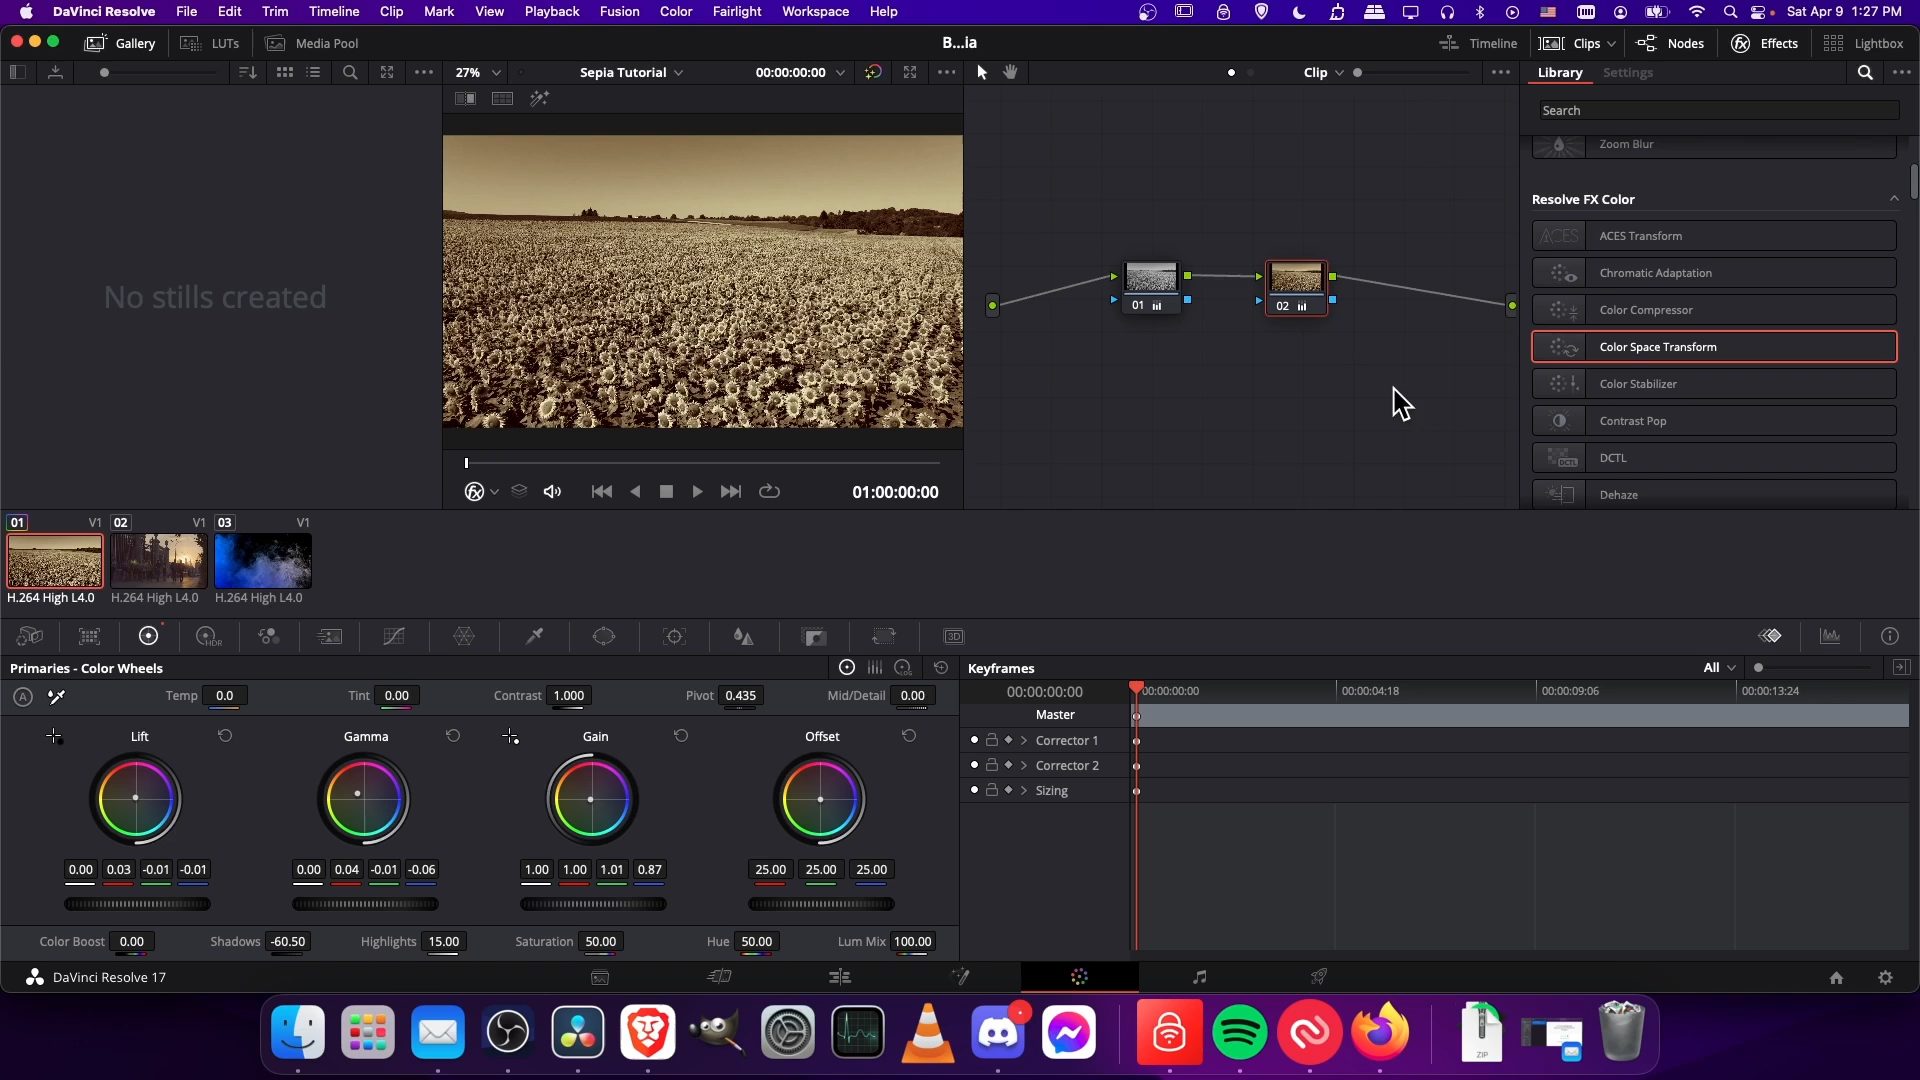 DaVinci Resolve File Edit Trim Timeline Clip Mark View Playback Fusion Color Fairlight Workspace Help Sat Apr 9 1:27 PM
Gallery LUTs Media Pool B...ia Timeline Clips Nodes Effects Lightbox
27% Sepia Tutorial 00:00:00:00 Clip Library Settings
Search
Zoom Blur
Resolve FX Color
ACES ACES Transform
Chromatic Adaptation
Color Compressor
Color Space Transform
Color Stabilizer
Contrast Pop
DCTL DCTL
Dehaze
No stills created
01 02
01:00:00:00
01 V1 02 V1 03 V1
H.264 High L4.0 H.264 High L4.0 H.264 High L4.0
HDR 3D
Primaries - Color Wheels LOG Keyframes All
A Temp 0.0 Tint 0.00 Contrast 1.000 Pivot 0.435 Mid/Detail 0.00
00:00:00:00 00:00:00:00 00:00:04:18 00:00:09:06 00:00:13:24
Master
Lift Gamma Gain Offset
Corrector 1
Corrector 2
Sizing
0.00 0.03 -0.01 -0.01 0.00 0.04 -0.01 -0.06 1.00 1.00 1.01 0.87 25.00 25.00 25.00
Color Boost 0.00 Shadows -60.50 Highlights 15.00 Saturation 50.00 Hue 50.00 Lum Mix 100.00
DaVinci Resolve 17
ZIP